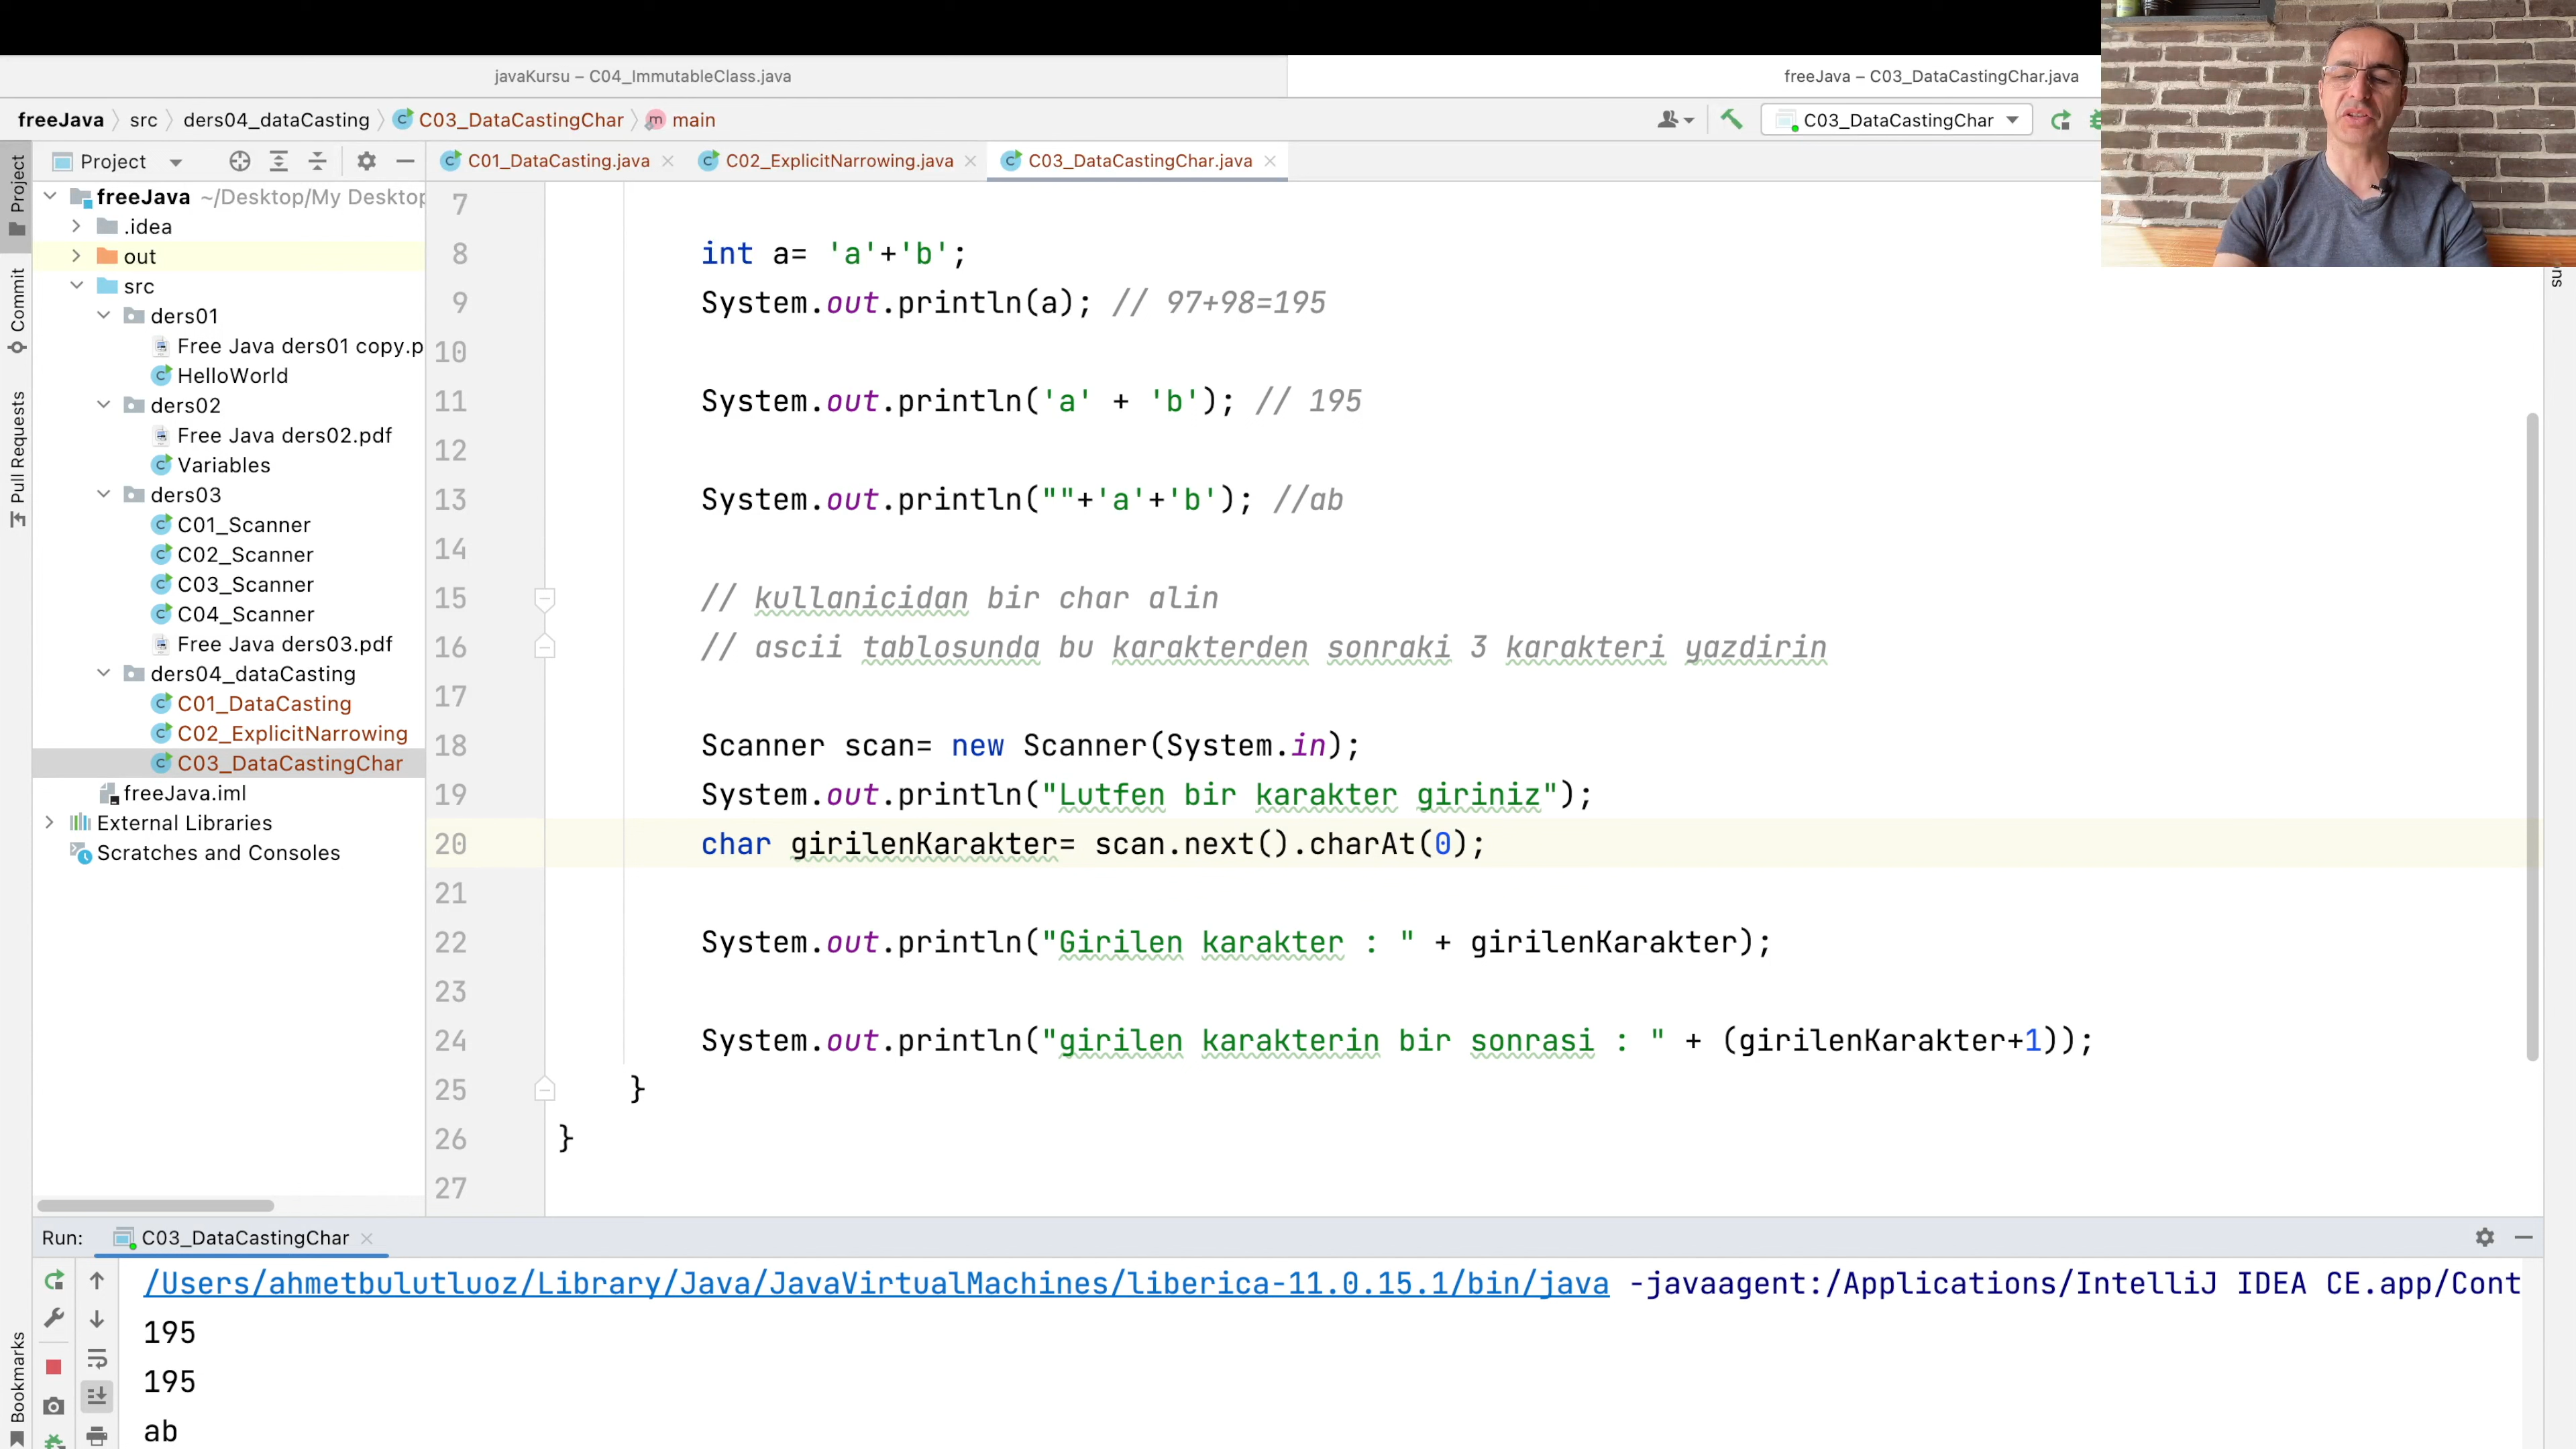 javaKursu – C04_ImmutableClass.java
freeJava – C03_DataCastingChar.java
freeJava
src
ders04_dataCasting
C03_DataCastingChar
main
C03_DataCastingChar
Project
C01_DataCasting.java
C02_ExplicitNarrowing.java
C03_DataCastingChar.java
Project
Commit
Pull Requests
Bookmarks
freeJava ~/Desktop/My Desktop
.idea
out
src
ders01
Free Java ders01 copy.p
HelloWorld
ders02
Free Java ders02.pdf
Variables
ders03
C01_Scanner
C02_Scanner
C03_Scanner
C04_Scanner
Free Java ders03.pdf
ders04_dataCasting
C01_DataCasting
C02_ExplicitNarrowing
C03_DataCastingChar
freeJava.iml
External Libraries
Scratches and Consoles
7
8 int a= 'a'+'b';
9 System.out.println(a); // 97+98=195
10
11 System.out.println('a' + 'b'); // 195
12
13 System.out.println(""+'a'+'b'); //ab
14
15 // kullanicidan bir char alin
16 // ascii tablosunda bu karakterden sonraki 3 karakteri yazdirin
17
18 Scanner scan= new Scanner(System.in);
19 System.out.println("Lutfen bir karakter giriniz");
20 char girilenKarakter= scan.next().charAt(0);
21
22 System.out.println("Girilen karakter : " + girilenKarakter);
23
24 System.out.println("girilen karakterin bir sonrasi : " + (girilenKarakter+1));
25 }
26 }
27
Run: C03_DataCastingChar
/Users/ahmetbulutluoz/Library/Java/JavaVirtualMachines/liberica-11.0.15.1/bin/java -javaagent:/Applications/IntelliJ IDEA CE.app/Cont
195
195
ab